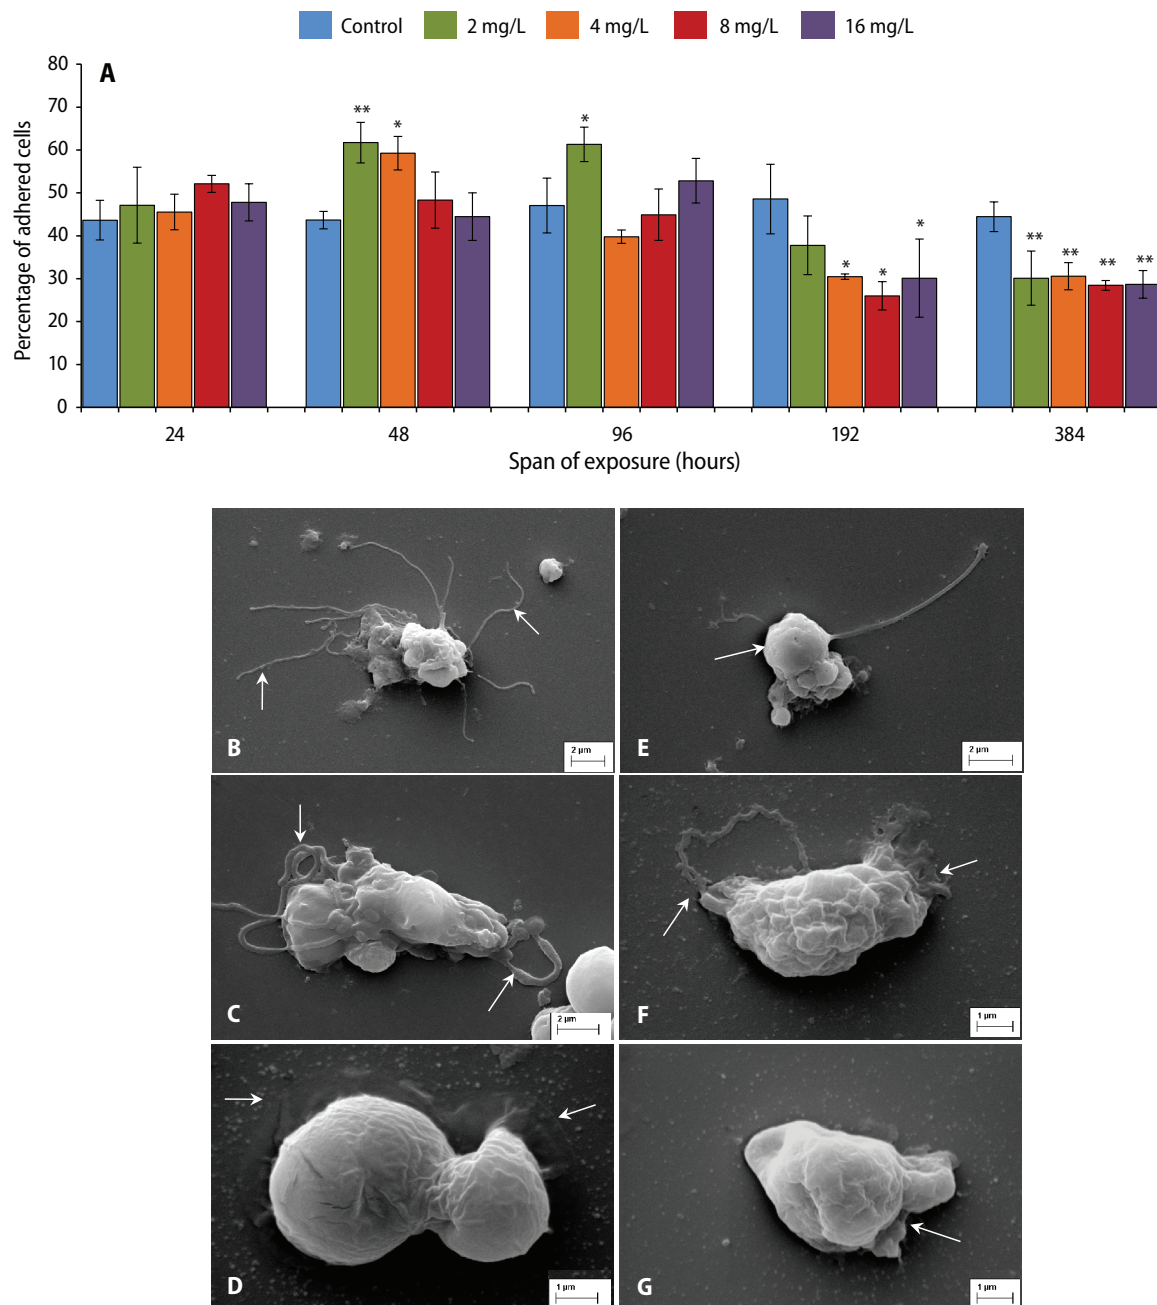 Control 2 mg/L 4 mg/L 8 mg/L 16 mg/L
A
Percentage of adhered cells
80
70
60
50
40
30
20
10
0
** *
*
* * *
** ** ** **
24 48 96 192 384
Span of exposure (hours)
B 2 µm
E 2 µm
C 2 µm
F 1 µm
D 1 µm
G 1 µm